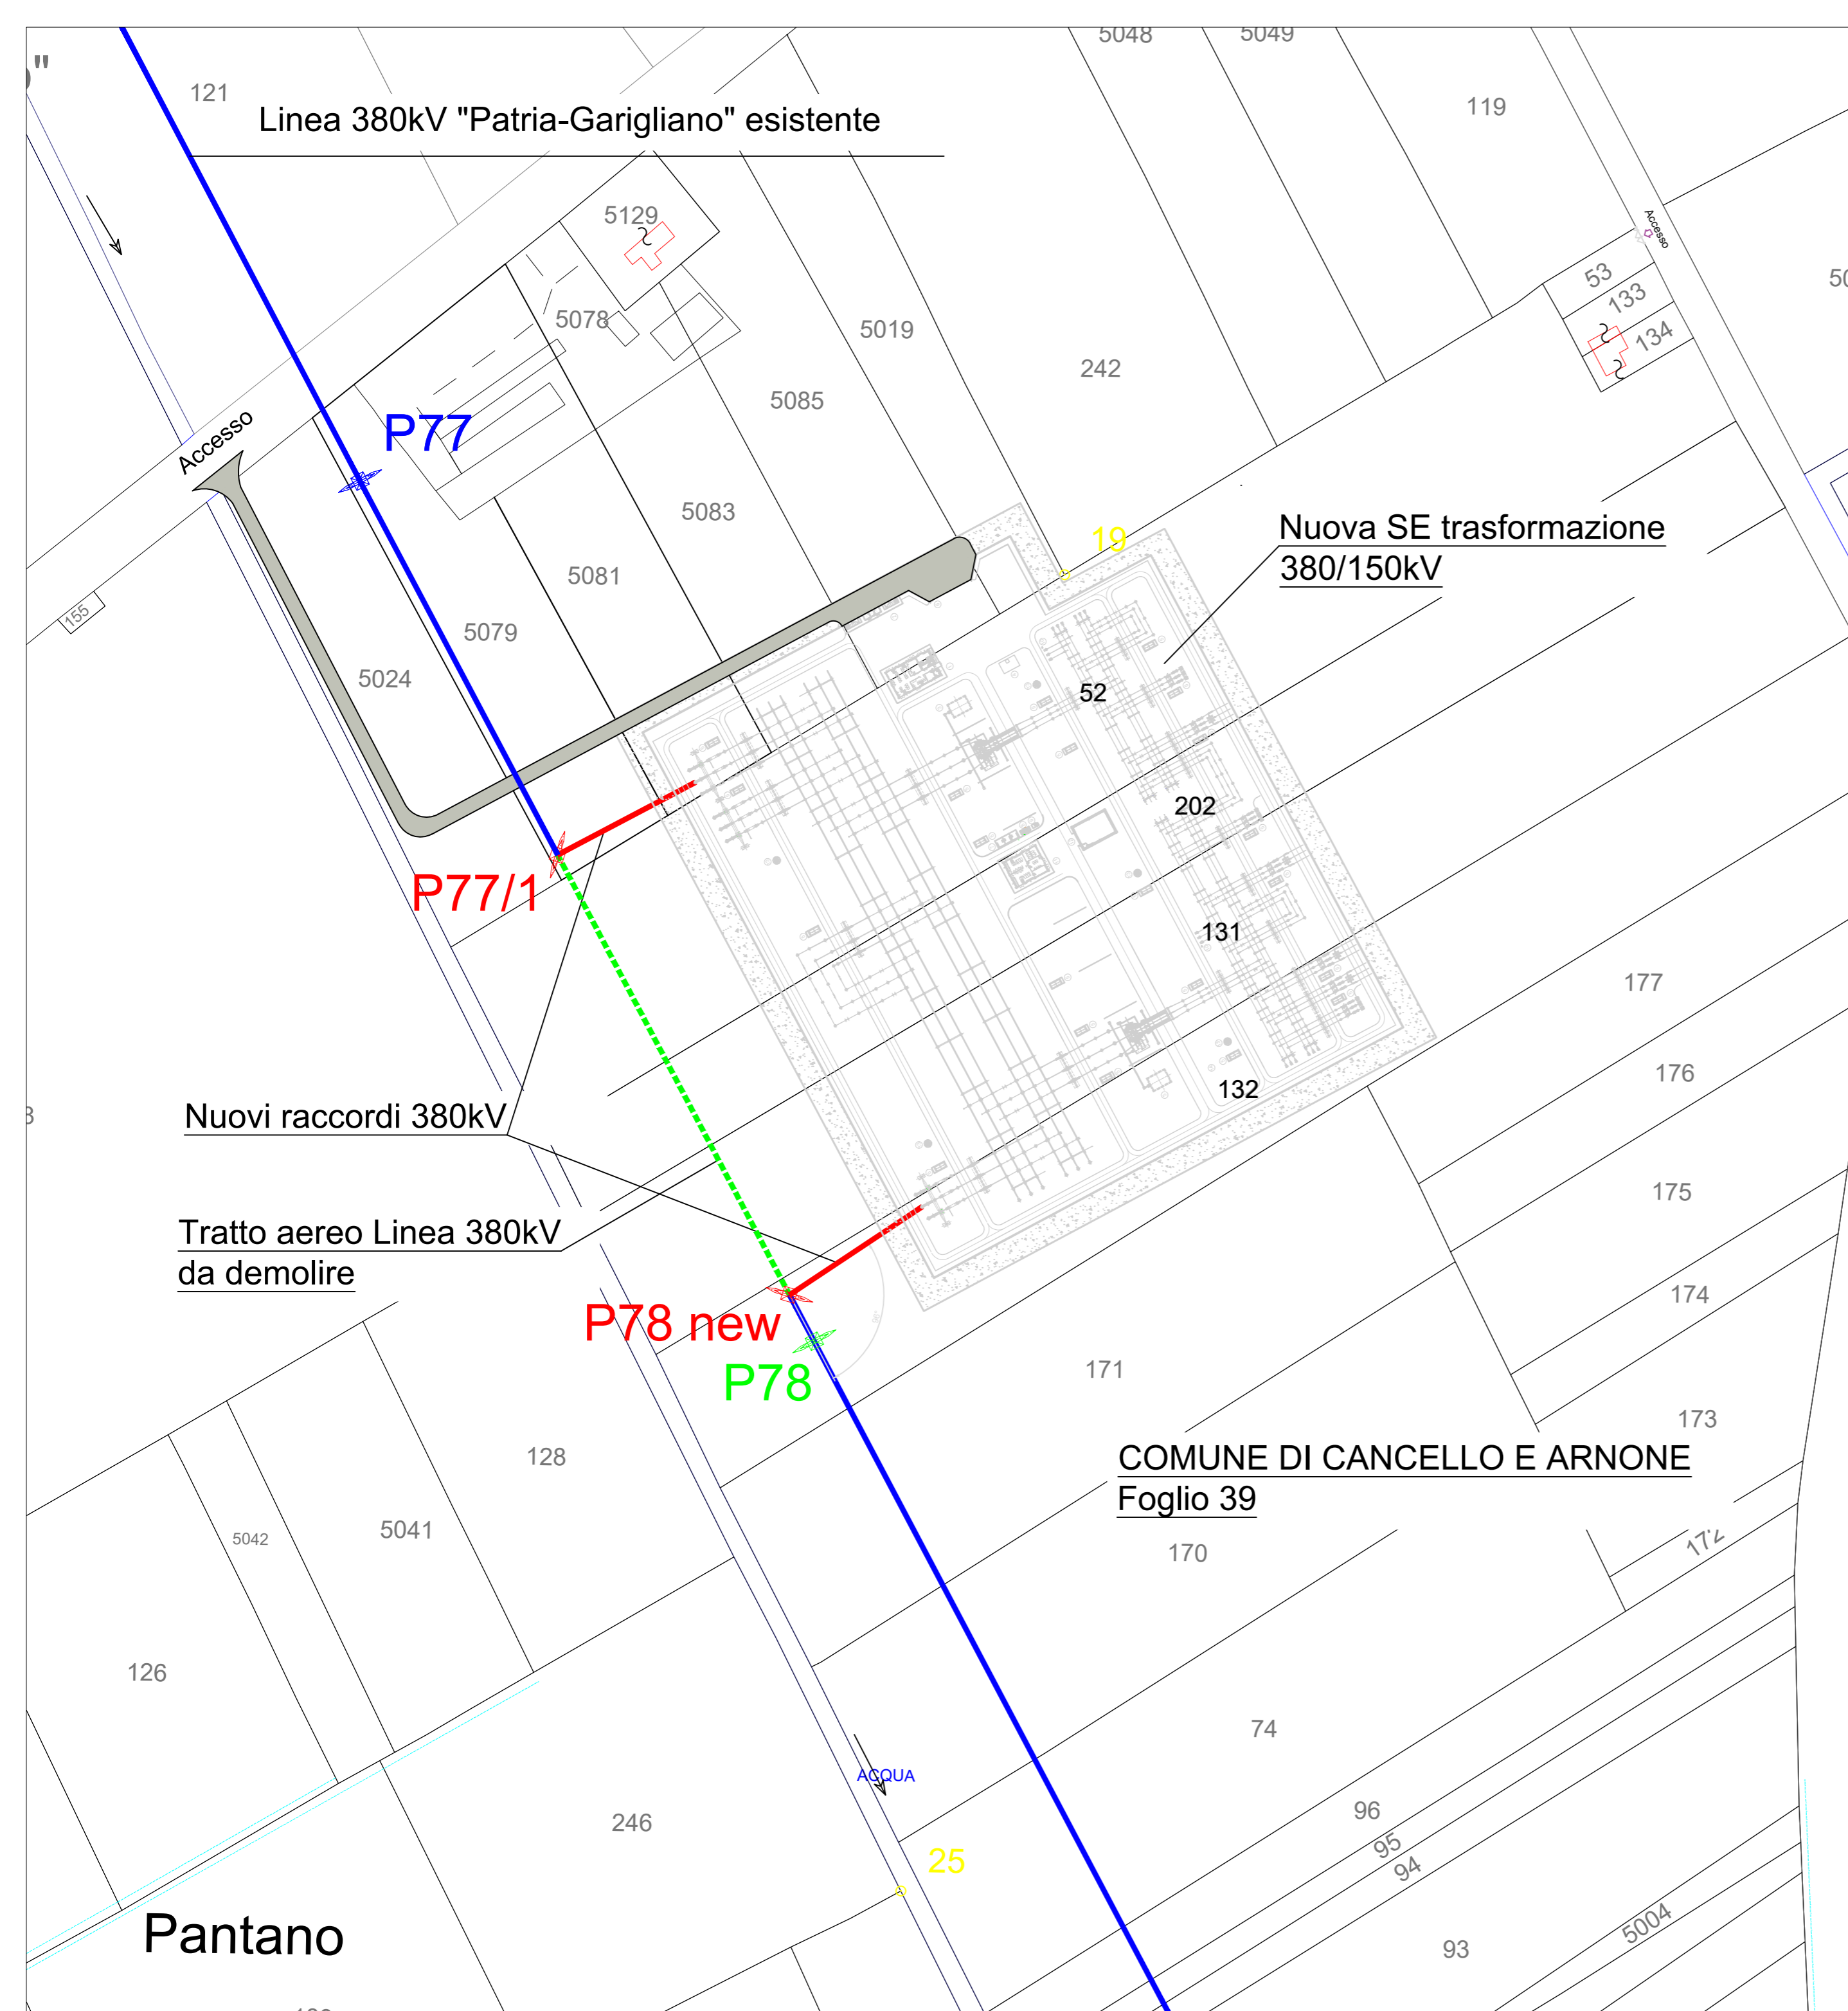 5048
5049
121
119
Linea 380kV "Patria-Garigliano" esistente
5129
Accesso
53
133
134
5078
5019
242
5085
P77
Accesso
5083
Nuova SE trasformazione
380/150kV
19
5081
155
5079
5024
52
202
P77/1
131
177
176
132
Nuovi raccordi 380kV
175
Tratto aereo Linea 380kV
da demolire
174
P78 new
P78
171
173
128
COMUNE DI CANCELLO E ARNONE
Foglio 39
5042
5041
170
172
126
74
ACQUA
96
246
95
25
94
5004
Pantano
93